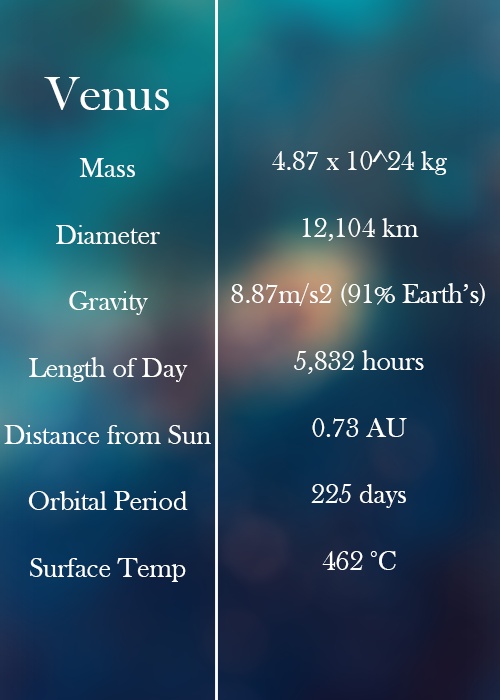 Venus
Mass 4.87 x 10^24 kg
Diameter 12,104 km
Gravity 8.87m/s2 (91% Earth's)
Length of Day 5,832 hours
Distance from Sun 0.73 AU
Orbital Period 225 days
Surface Temp 462 °C